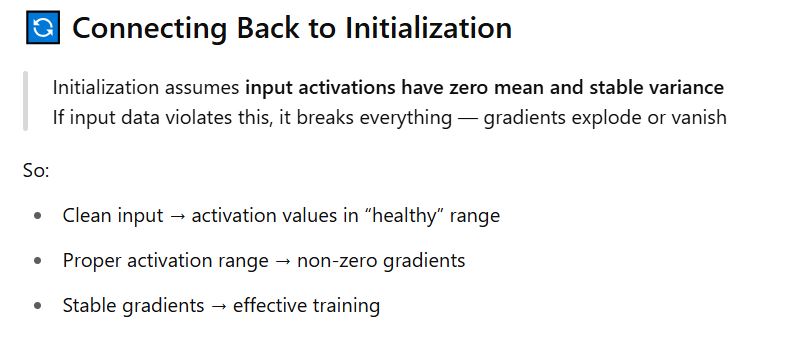 🔄 Connecting Back to Initialization
Initialization assumes input activations have zero mean and stable variance
If input data violates this, it breaks everything — gradients explode or vanish
So:
• Clean input → activation values in “healthy” range
• Proper activation range → non-zero gradients
• Stable gradients → effective training